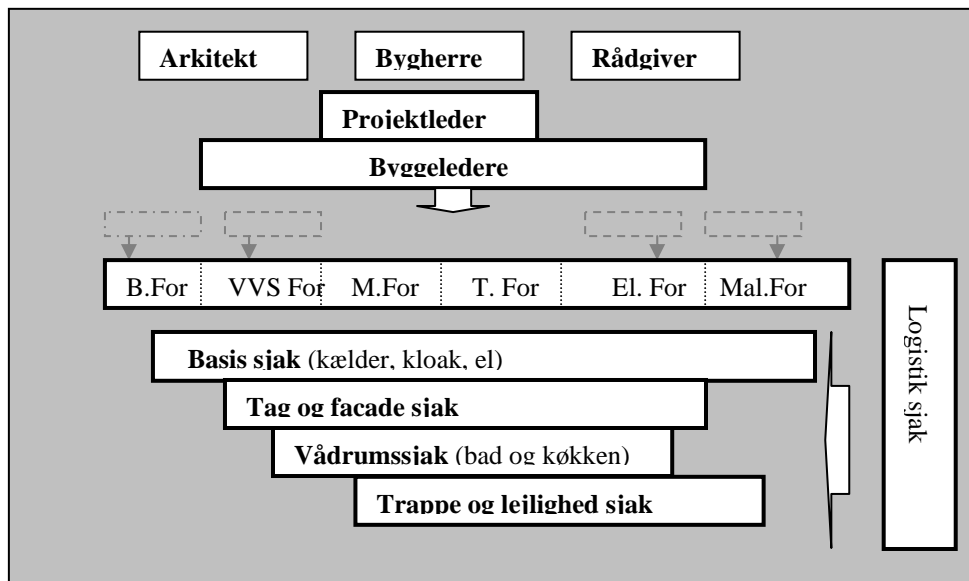 Arkitekt
Bygherre
Rådgiver
Projektleder
Byggeledere
B.For
VVS For
M.For
T. For
El. For
Mal.For
Logistik sjak
Basis sjak (kælder, kloak, el)
Tag og facade sjak
Vådrumssjak (bad og køkken)
Trappe og lejlighed sjak